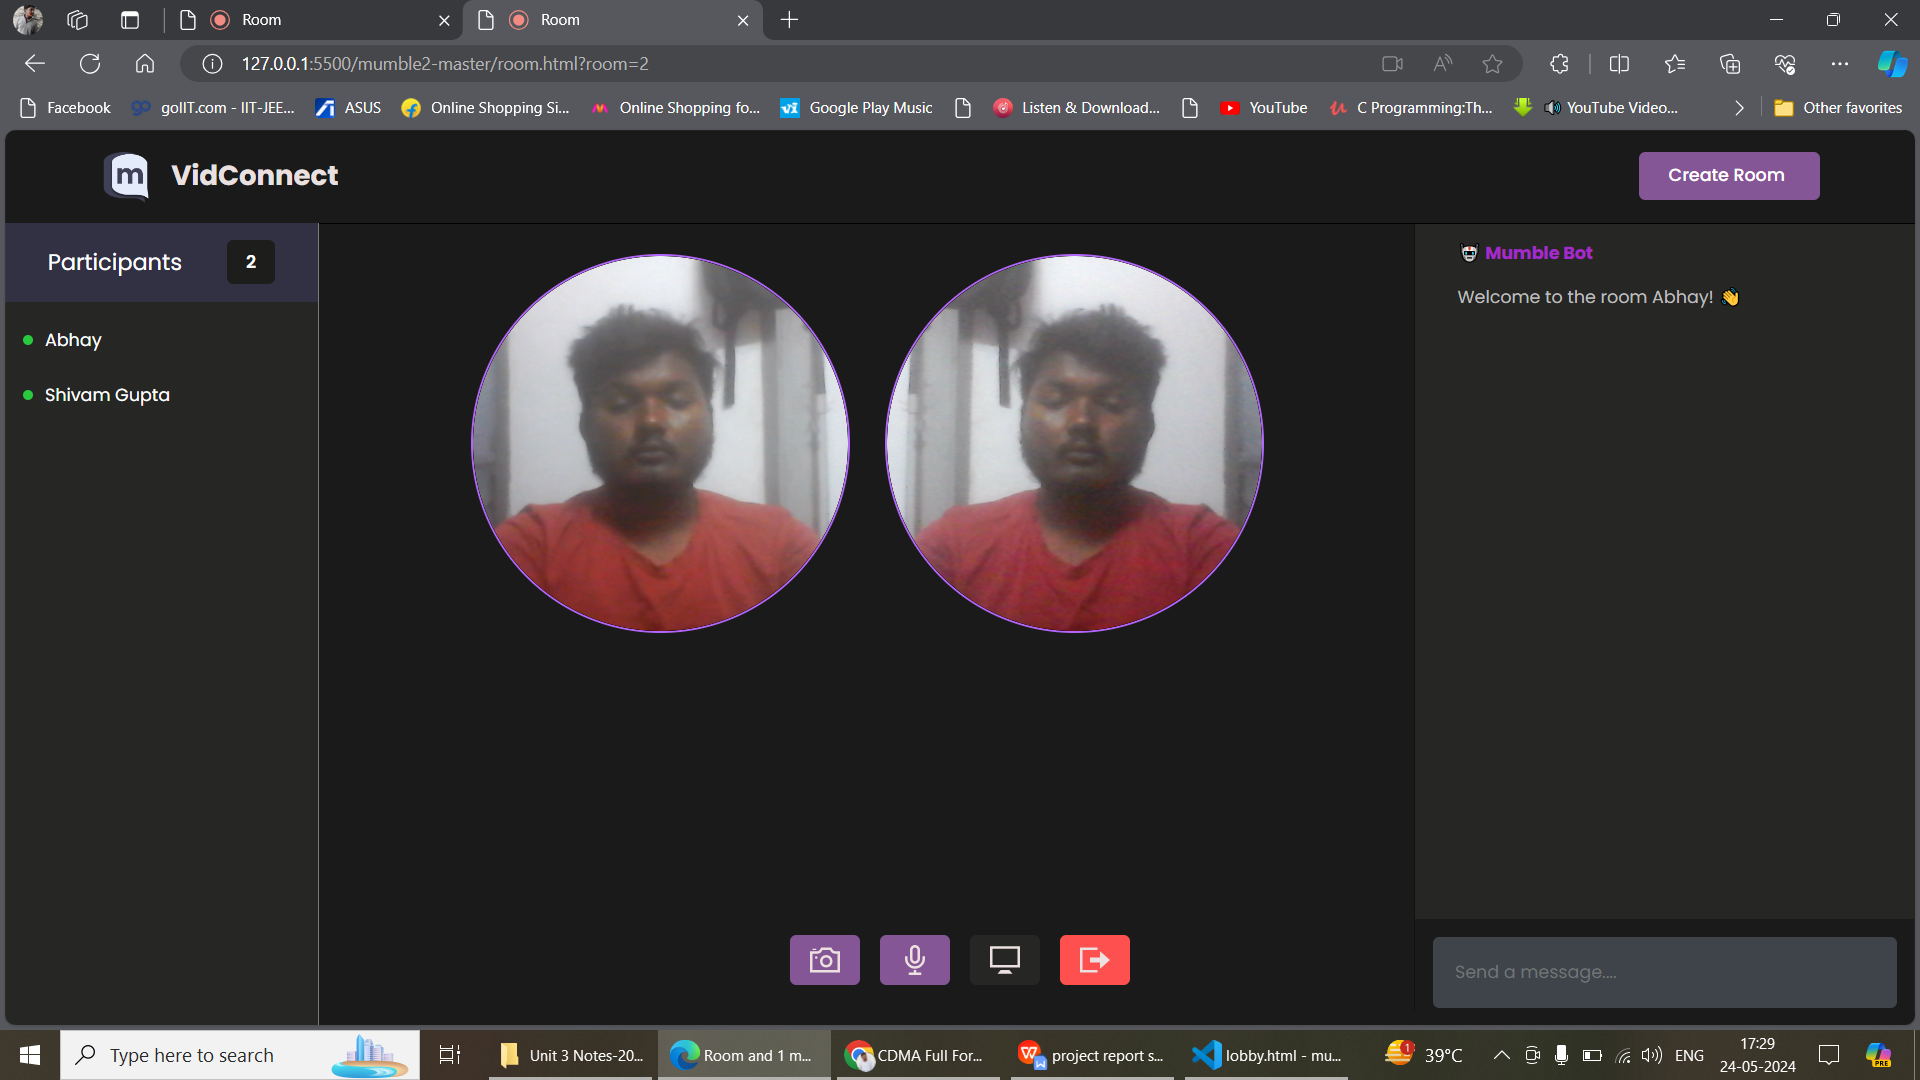 Room
Room
127.0.0.1:5500/mumble2-master/room.html?room=2
Facebook
goIIT.com - IIT-JEE...
ASUS
Online Shopping Si...
Online Shopping fo...
Google Play Music
Listen & Download...
YouTube
C Programming:Th...
YouTube Video...
Other favorites
m VidConnect
Create Room
Participants 2
Mumble Bot
Welcome to the room Abhay! 👋
Abhay
Shivam Gupta
Send a message....
Type here to search
Unit 3 Notes-20...
Room and 1 m...
CDMA Full For...
project report s...
lobby.html - mu...
1
39°C
ENG
17:29
24-05-2024
PRE